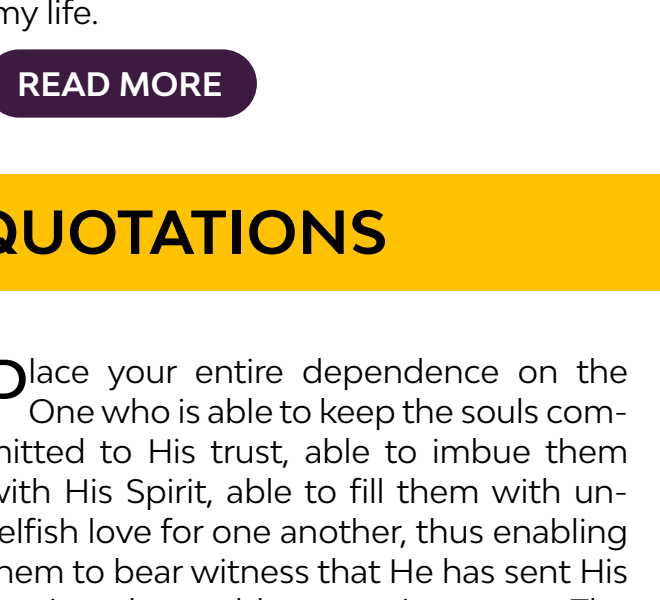 my life.
READ MORE
QUOTATIONS
Place your entire dependence on the
One who is able to keep the souls com-
mitted to His trust, able to imbue them
with His Spirit, able to fill them with un-
selfish love for one another, thus enabling
them to bear witness that He has sent His